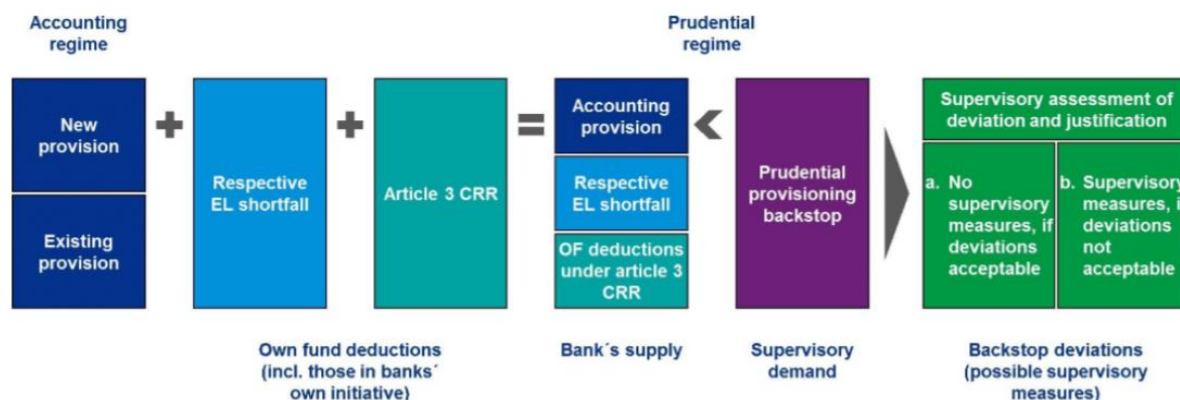 Accounting
regime
Prudential
regime
New
provision
Existing
provision
Respective
EL shortfall
Article 3 CRR
Accounting
provision
Respective
EL shortfall
OF deductions
under article 3
CRR
Prudential
provisioning
backstop
Supervisory assessment of
deviation and justification
a. No
supervisory
measures, if
deviations
acceptable
b. Supervisory
measures, i
deviations
not
acceptable
Own fund deductions
(incl. those in banks´
own initiative)
Bank´s supply
Supervisory
demand
Backstop deviations
(possible supervisory
measures)